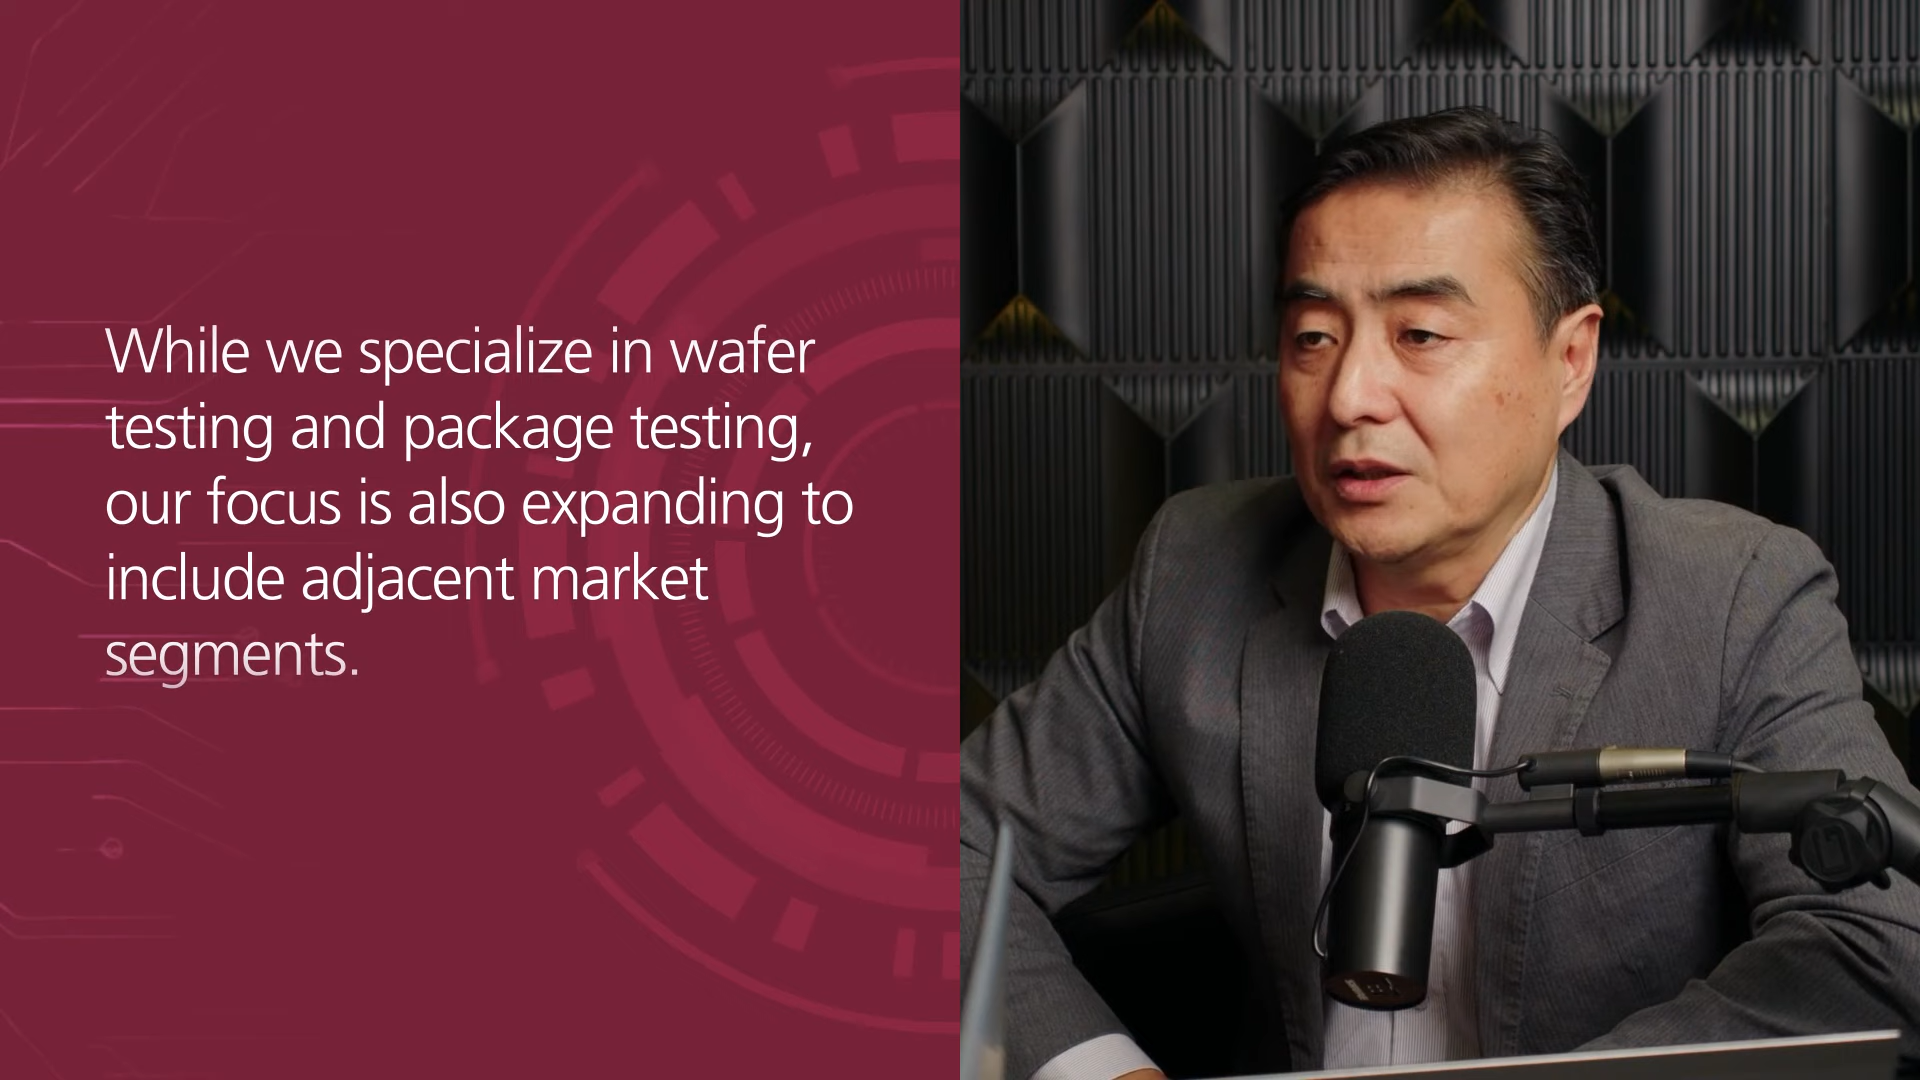 While we specialize in wafer
testing and package testing,
our focus is also expanding to
include adjacent market
segments.